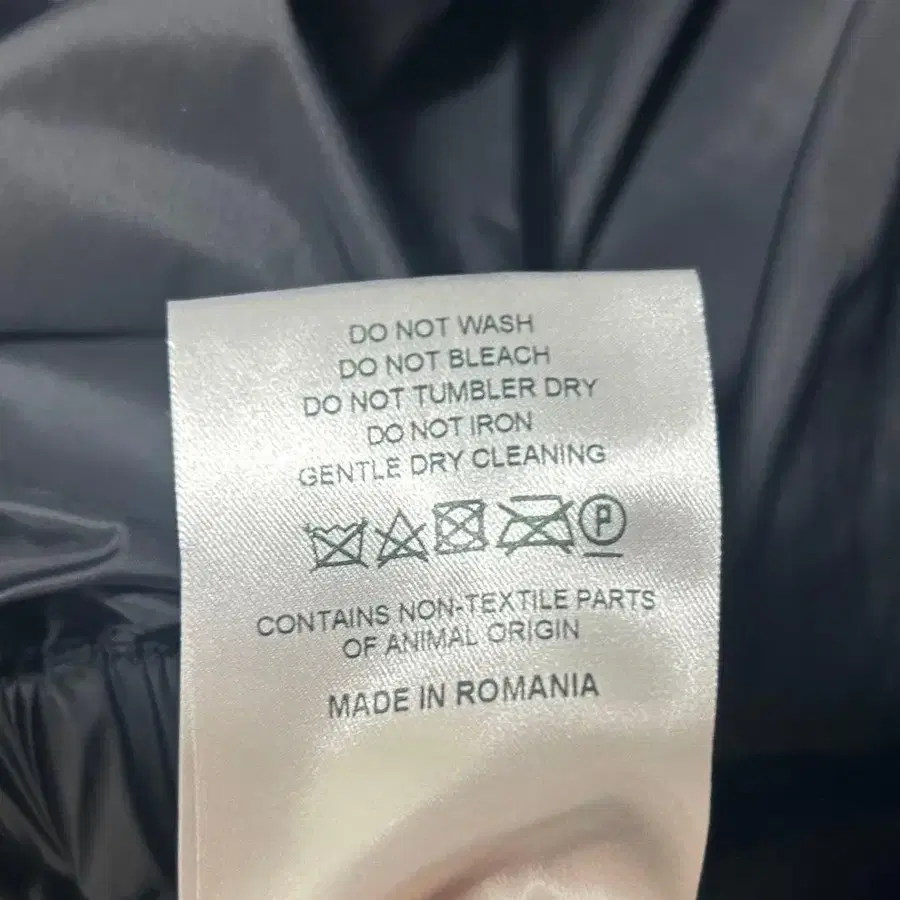 DO NOT WASH
DO NOT BLEACH
DO NOT TUMBLER DRY
DO NOT IRON
GENTLE DRY CLEANING
P
CONTAINS NON-TEXTILE PARTS
OF ANIMAL ORIGIN
MADE IN ROMANIA